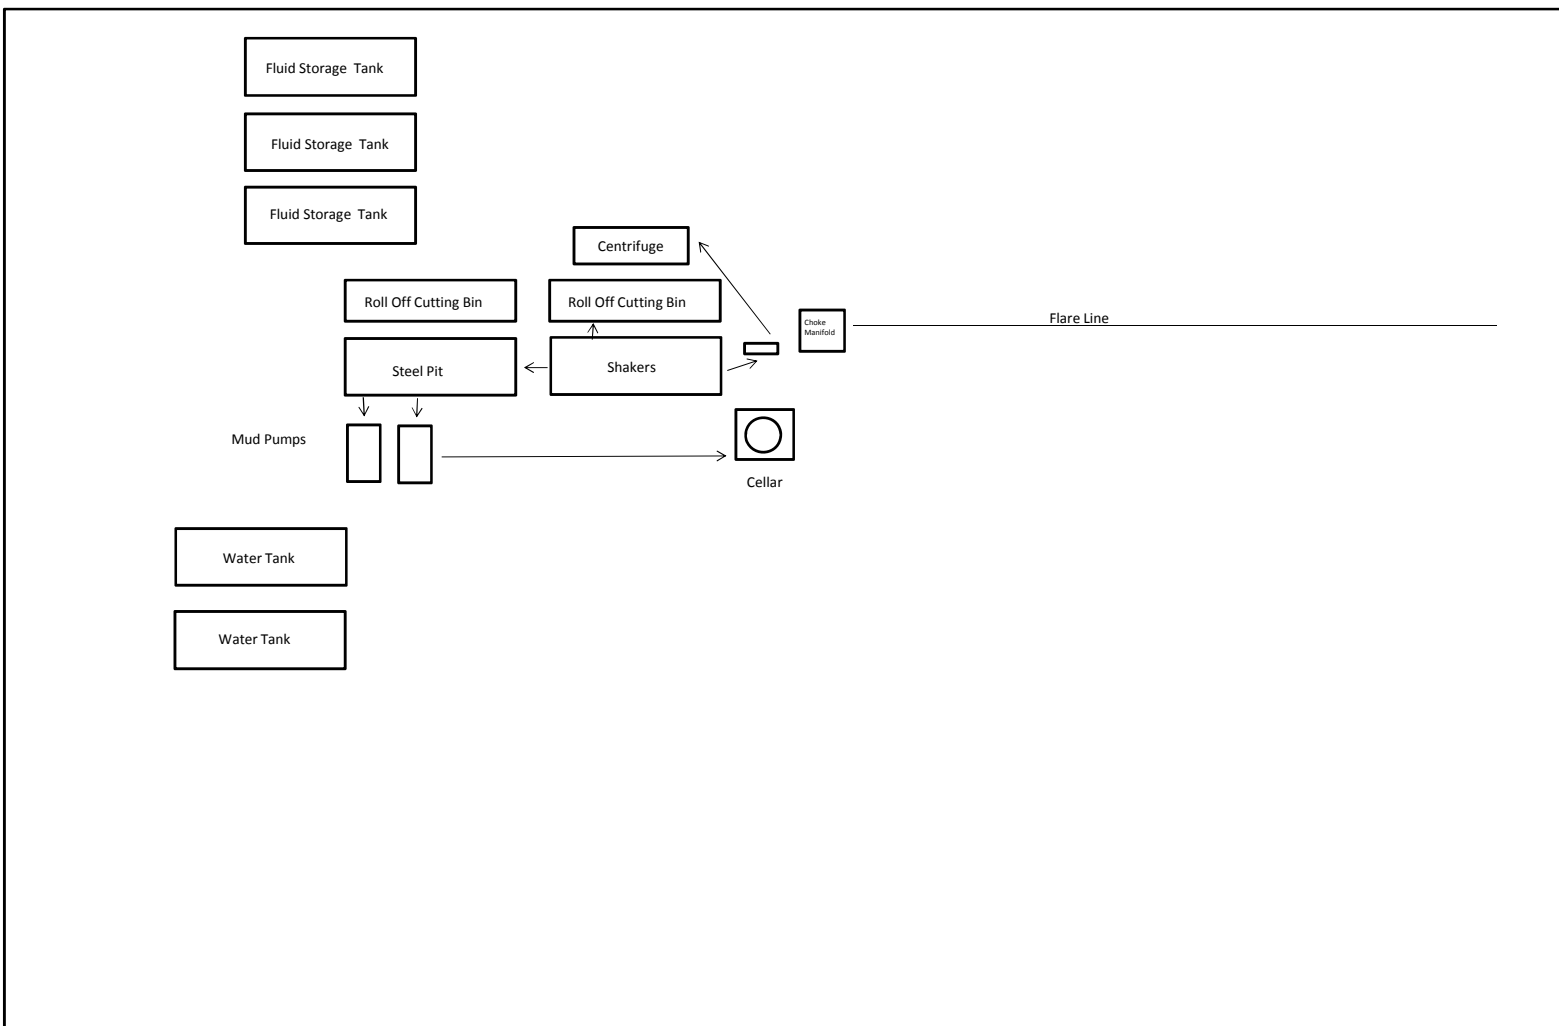 Fluid Storage  Tank
Fluid Storage  Tank
Fluid Storage  Tank
Centrifuge
Roll Off Cutting Bin
Roll Off Cutting Bin
Choke
Manifold
Flare Line
Steel Pit
Shakers
Mud Pumps
Cellar
Water Tank
Water Tank